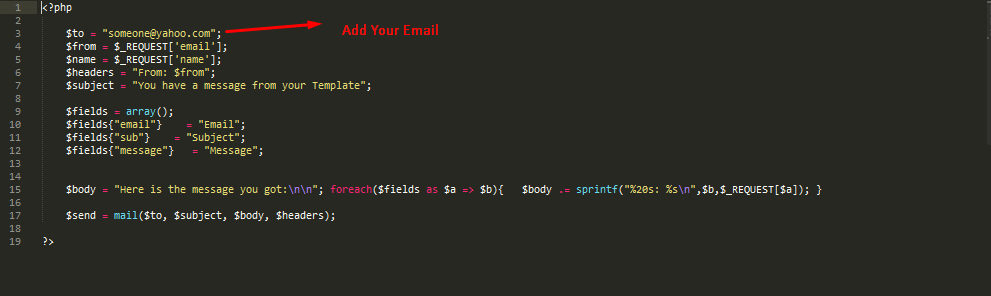 1 <?php
2
3 $to = "someone@yahoo.com"; Add Your Email
4 $from = $_REQUEST['email'];
5 $name = $_REQUEST['name'];
6 $headers = "From: $from";
7 $subject = "You have a message from your Template";
8
9 $fields = array();
10 $fields{"email"} = "Email";
11 $fields{"sub"} = "Subject";
12 $fields{"message"} = "Message";
13
14
15 $body = "Here is the message you got:\n\n"; foreach($fields as $a => $b){ $body .= sprintf("%20s: %s\n",$b,$_REQUEST[$a]); }
16
17 $send = mail($to, $subject, $body, $headers);
18
19 ?>